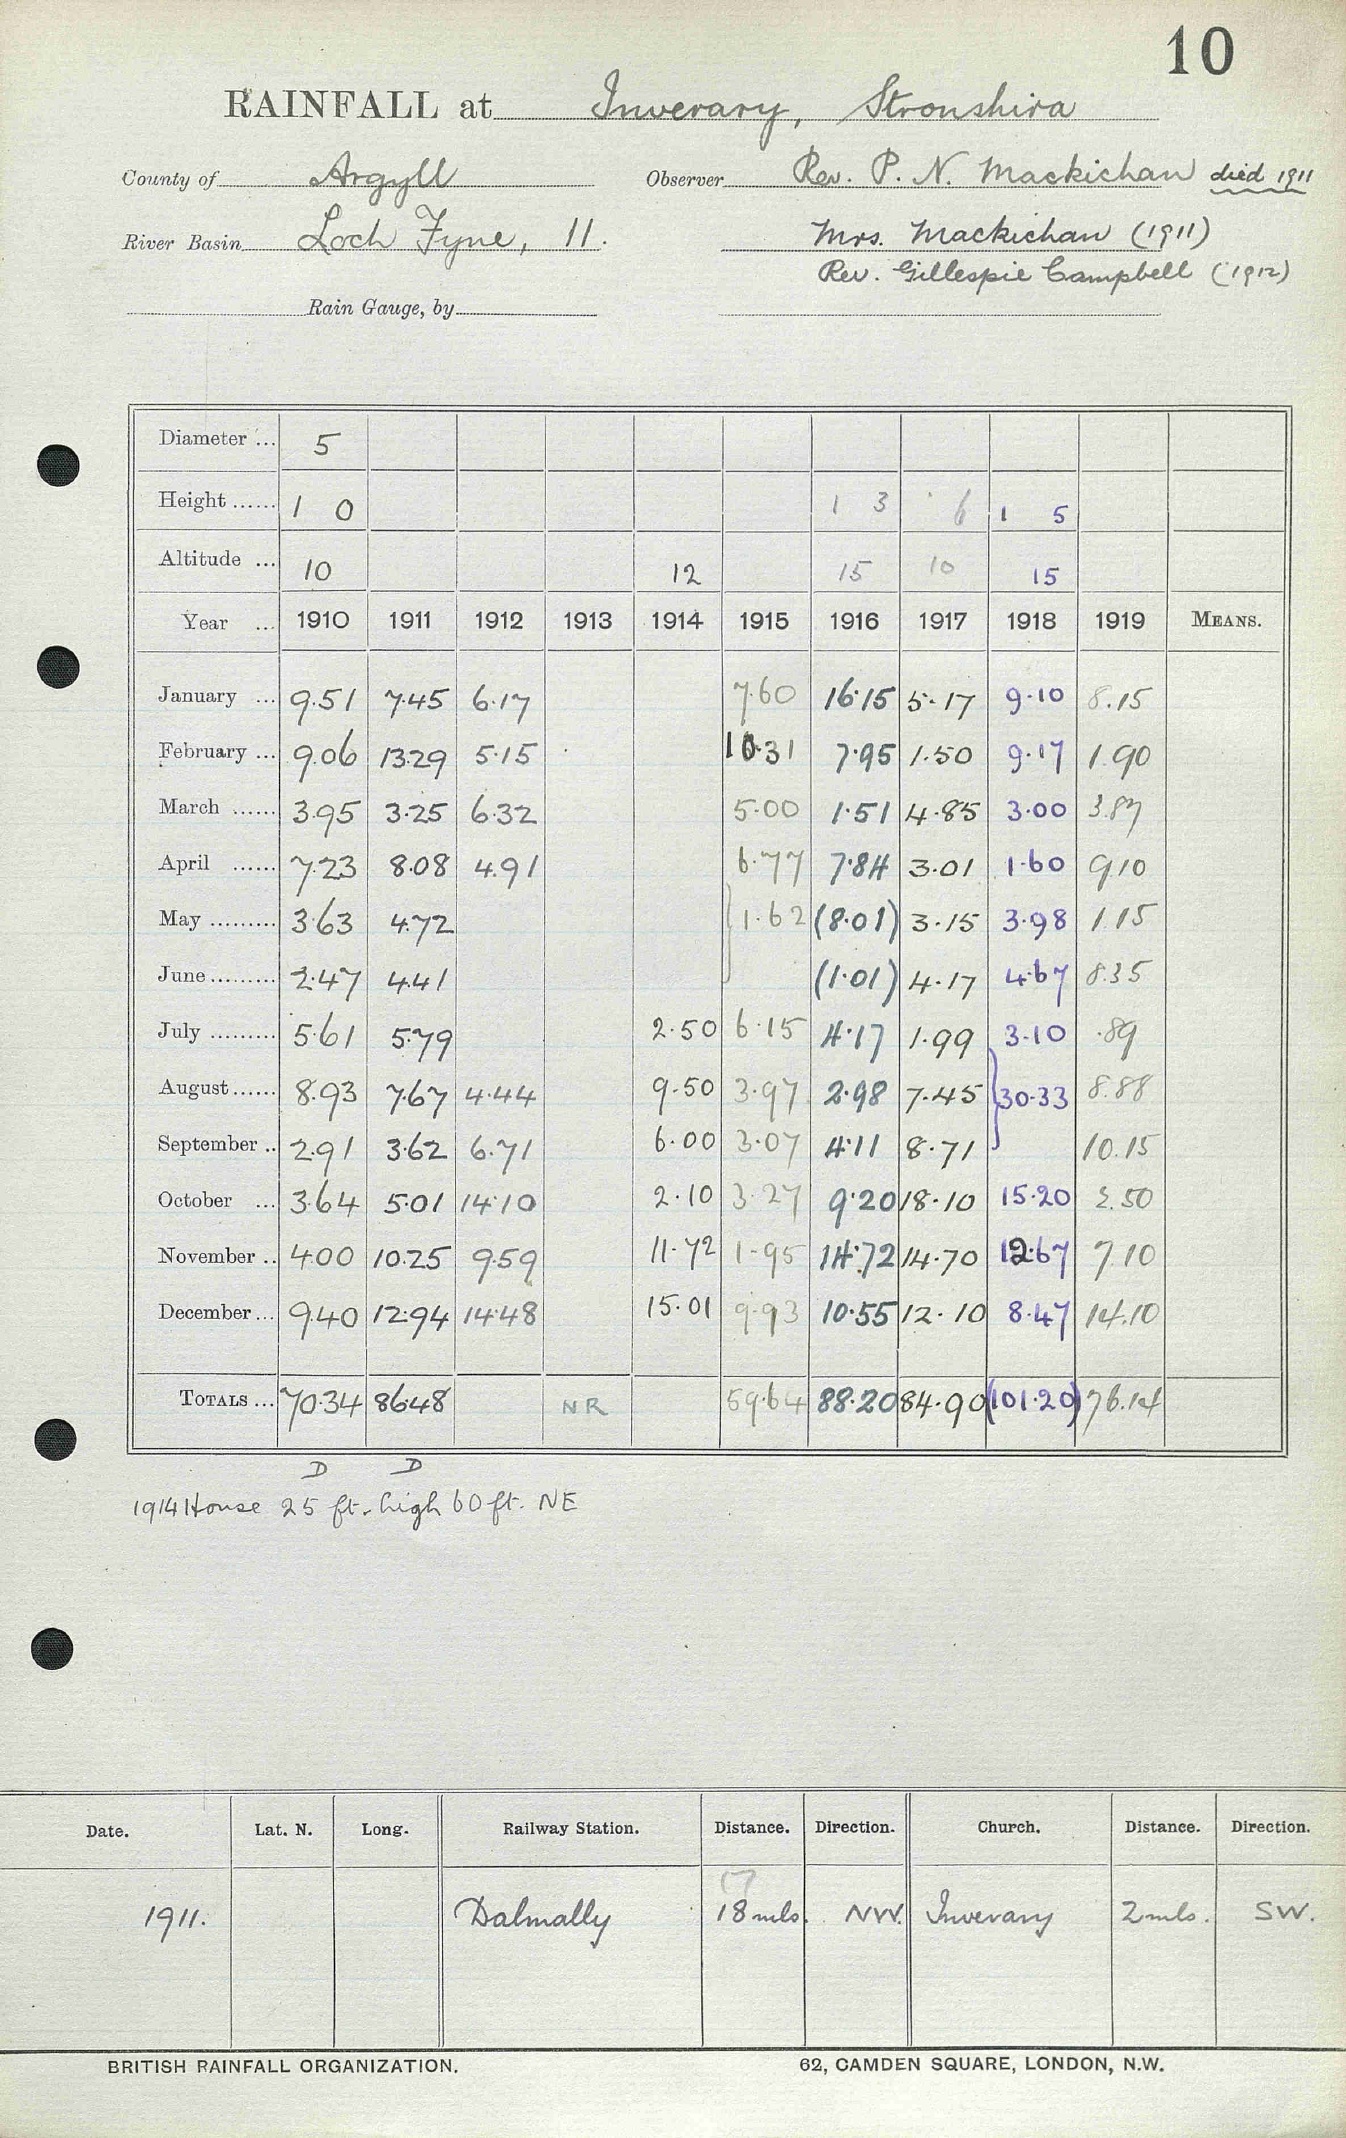 10
RAINFALL at Inverary, Stronshira
County of Argyll Observer Rev. P. N. Mackichan died 1911
River Basin Loch Fyne, 11. Mrs. Mackichan (1911)
Rev. Gillespie Campbell (1912)
Rain Gauge, by
Diameter ... 5
Height ...... 1 0 1 3 6 1 5
Altitude ... 10 12 15 10 15
Year ... 1910 1911 1912 1913 1914 1915 1916 1917 1918 1919 MEANS.
January ... 9.51 7.45 6.17 7.60 16.15 5.17 9.10 8.15
February ... 9.06 13.29 5.15 10.31 7.95 1.50 9.17 1.90
March ...... 3.95 3.25 6.32 5.00 1.51 4.85 3.00 3.87
April ...... 7.23 8.08 4.91 6.77 7.84 3.01 1.60 9.10
May ......... 3.63 4.72 1.62 (8.01) 3.15 3.98 1.15
June ......... 2.47 4.41 (1.01) 4.17 4.67 8.35
July ......... 5.61 5.79 2.50 6.15 4.17 1.99 3.10 .89
August ...... 8.93 7.67 4.44 9.50 3.97 2.98 7.45 30.33 8.88
September .. 2.91 3.62 6.71 6.00 3.07 4.11 8.71 10.15
October ... 3.64 5.01 14.10 2.10 3.27 9.20 18.10 15.20 2.50
November .. 4.00 10.25 9.59 11.72 1.95 14.72 14.70 12.67 7.10
December ... 9.40 12.94 14.48 15.01 9.93 10.55 12.10 8.47 14.10
TOTALS ... 70.34 86.48 NR 59.64 88.20 84.90 (101.20) 76.14
D D
1914 House 25 ft. high 60 ft. NE
Date. Lat. N. Long. Railway Station. Distance. Direction. Church. Distance. Direction.
17
1911. Dalmally 18 mls. NW. Inverary 2 mls. SW.
BRITISH RAINFALL ORGANIZATION. 62, CAMDEN SQUARE, LONDON, N.W.